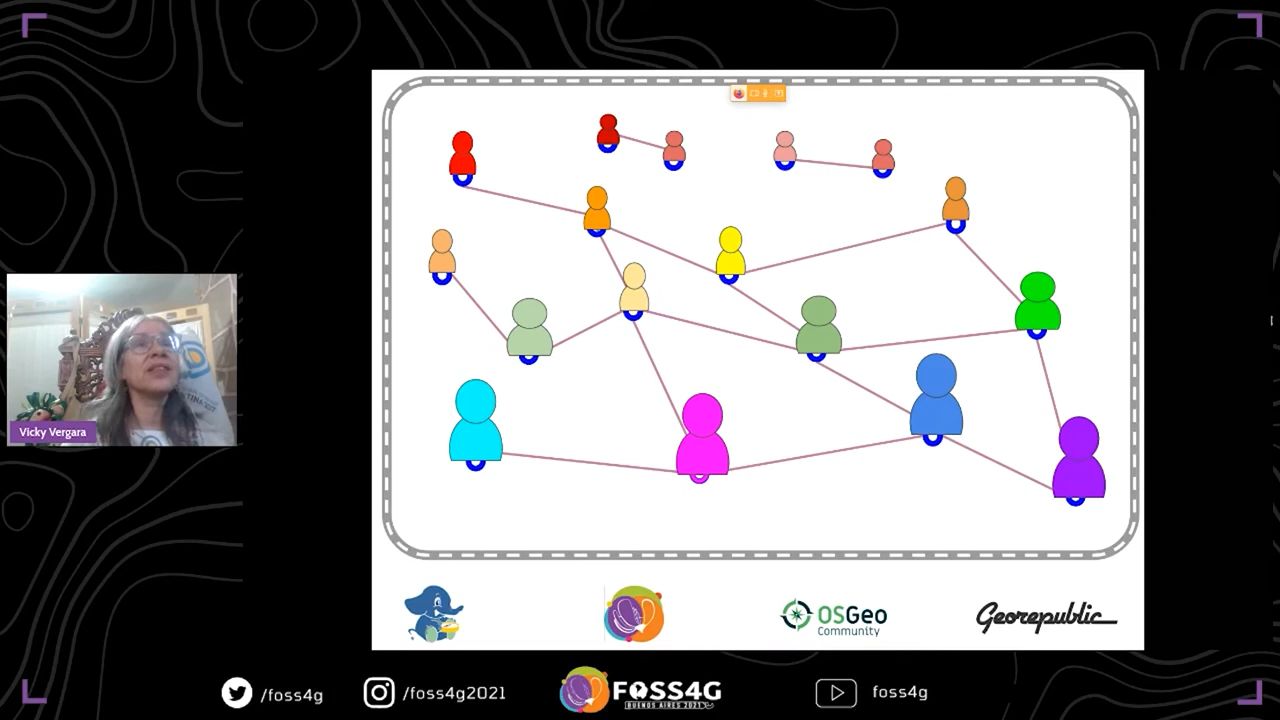 Vicky Vergara
OSGeo
Community
Georepublic
/foss4g
/foss4g2021
FOSS4G
BUENOS AIRES 2021
foss4g